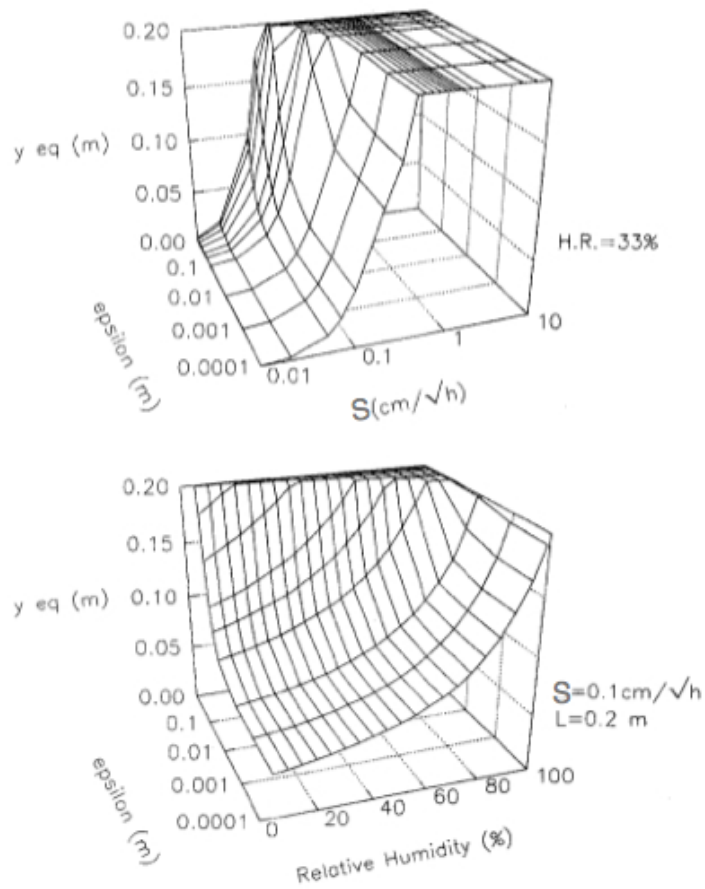 0.20
0.15
y eq (m) 0.10
0.05
0.00
0.1
0.01
0.001
0.0001
epsilon (m)
0.01
0.1
1
10
S(cm/√h)
H.R.=33%
0.20
0.15
y eq (m) 0.10
0.05
0.00
0.1
0.01
0.001
0.0001
epsilon (m)
0
20
40
60
80
100
Relative Humidity (%)
S=0.1cm/√h
L=0.2 m